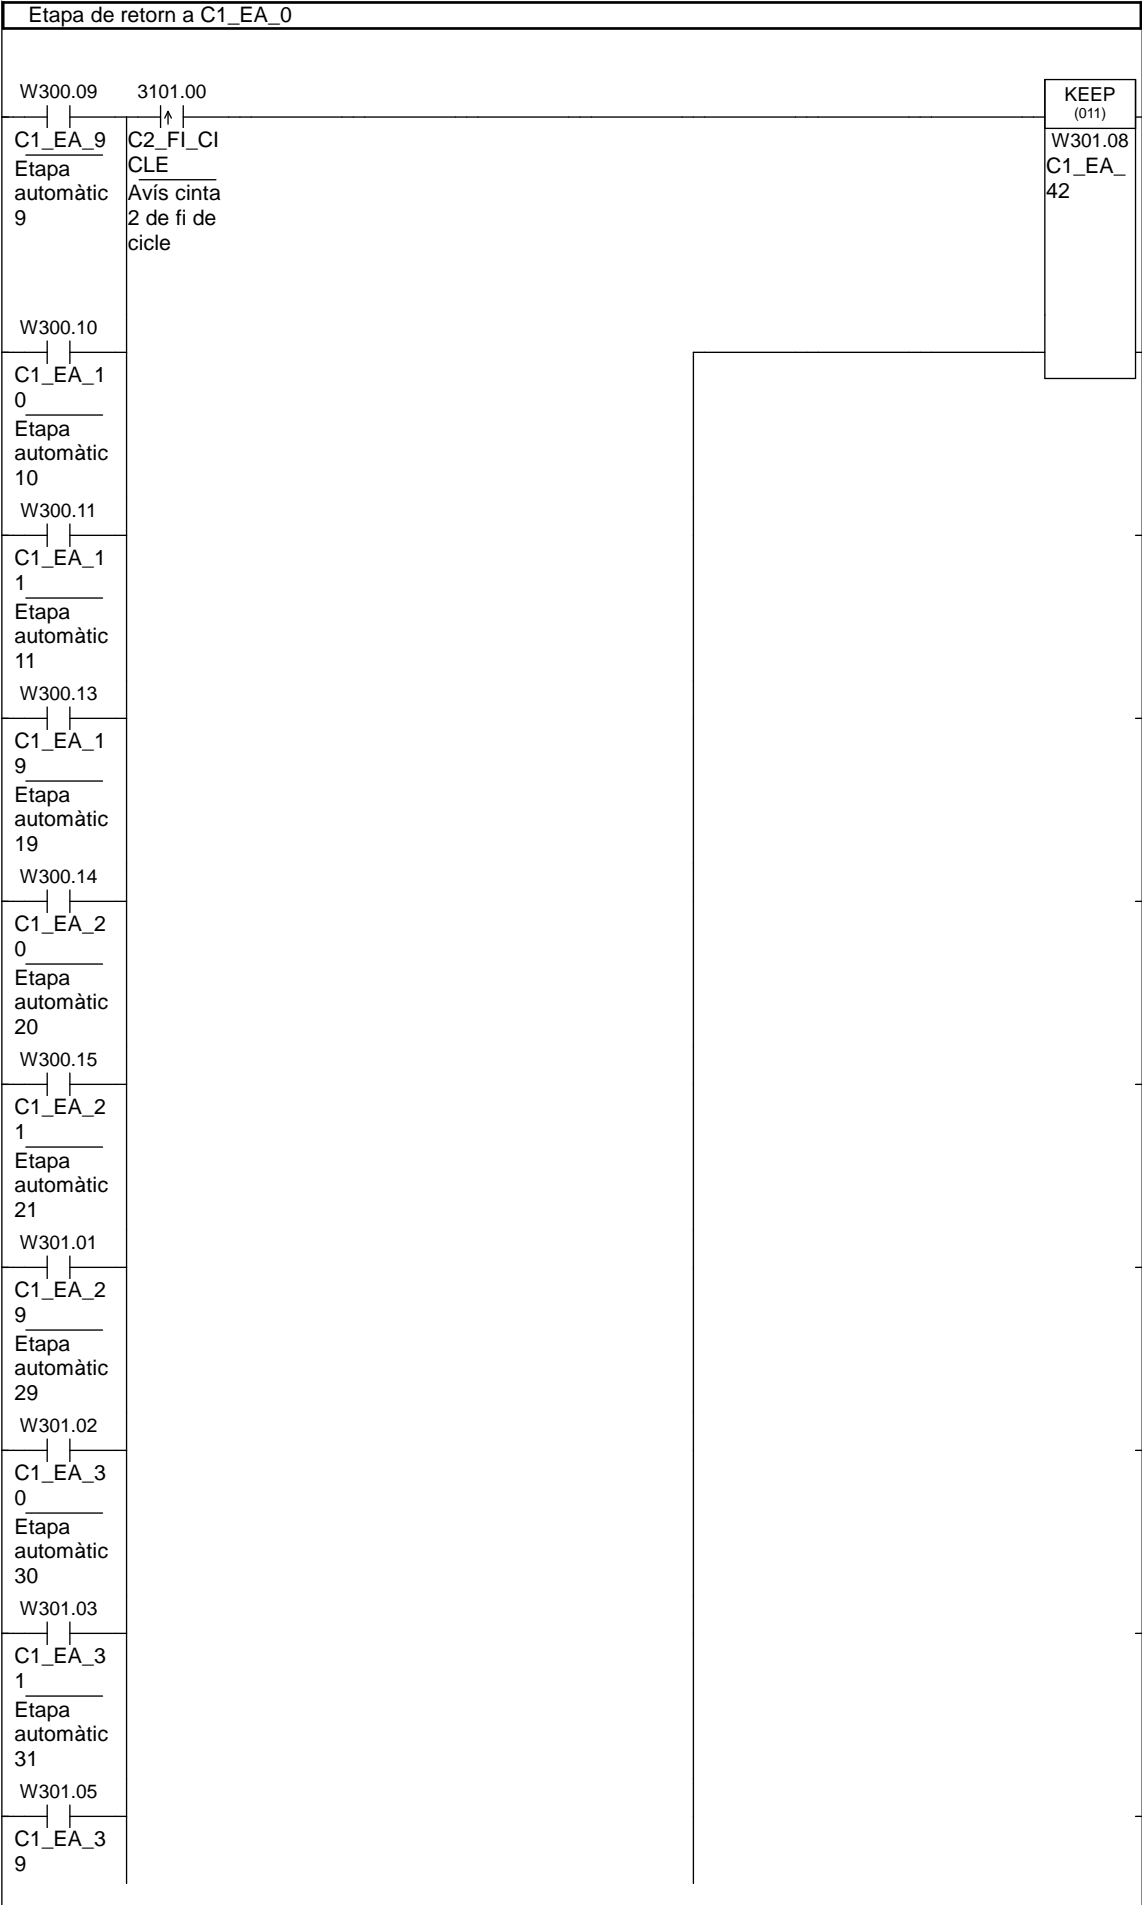 Etapa de retorn a C1_EA_0
W300.09
C1_EA_9
Etapa
automàtic
9
3101.00
C2_FI_CI
CLE
Avís cinta
2 de fi de
cicle
KEEP
(011)
W301.08
C1_EA_
42
W300.10
C1_EA_1
0
Etapa
automàtic
10
W300.11
C1_EA_1
1
Etapa
automàtic
11
W300.13
C1_EA_1
9
Etapa
automàtic
19
W300.14
C1_EA_2
0
Etapa
automàtic
20
W300.15
C1_EA_2
1
Etapa
automàtic
21
W301.01
C1_EA_2
9
Etapa
automàtic
29
W301.02
C1_EA_3
0
Etapa
automàtic
30
W301.03
C1_EA_3
1
Etapa
automàtic
31
W301.05
C1_EA_3
9